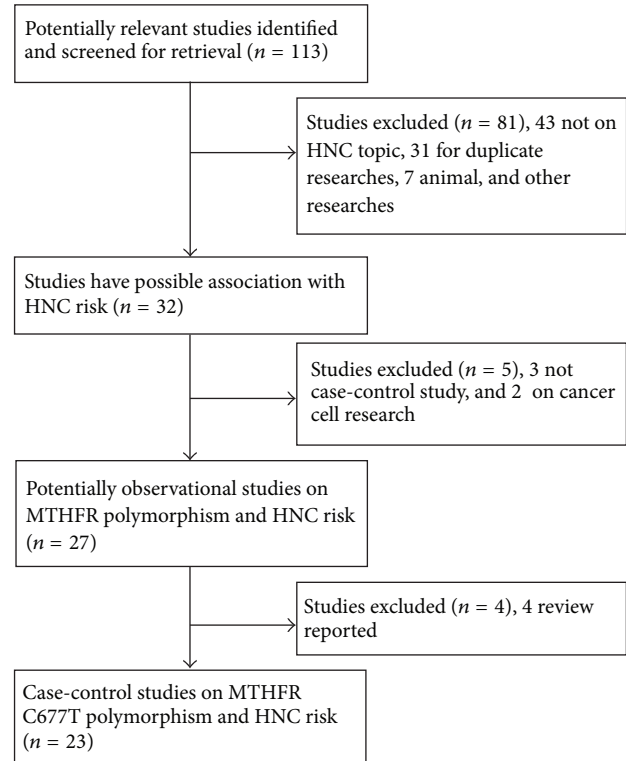 Potentially relevant studies identified
and screened for retrieval (n = 113)
Studies excluded (n = 81), 43 not on
HNC topic, 31 for duplicate
researches, 7 animal, and other
researches
Studies have possible association with
HNC risk (n = 32)
Studies excluded (n = 5), 3 not
case-control study, and 2 on cancer
cell research
Potentially observational studies on
MTHFR polymorphism and HNC risk
(n = 27)
Studies excluded (n = 4), 4 review
reported
Case-control studies on MTHFR
C677T polymorphism and HNC risk
(n = 23)